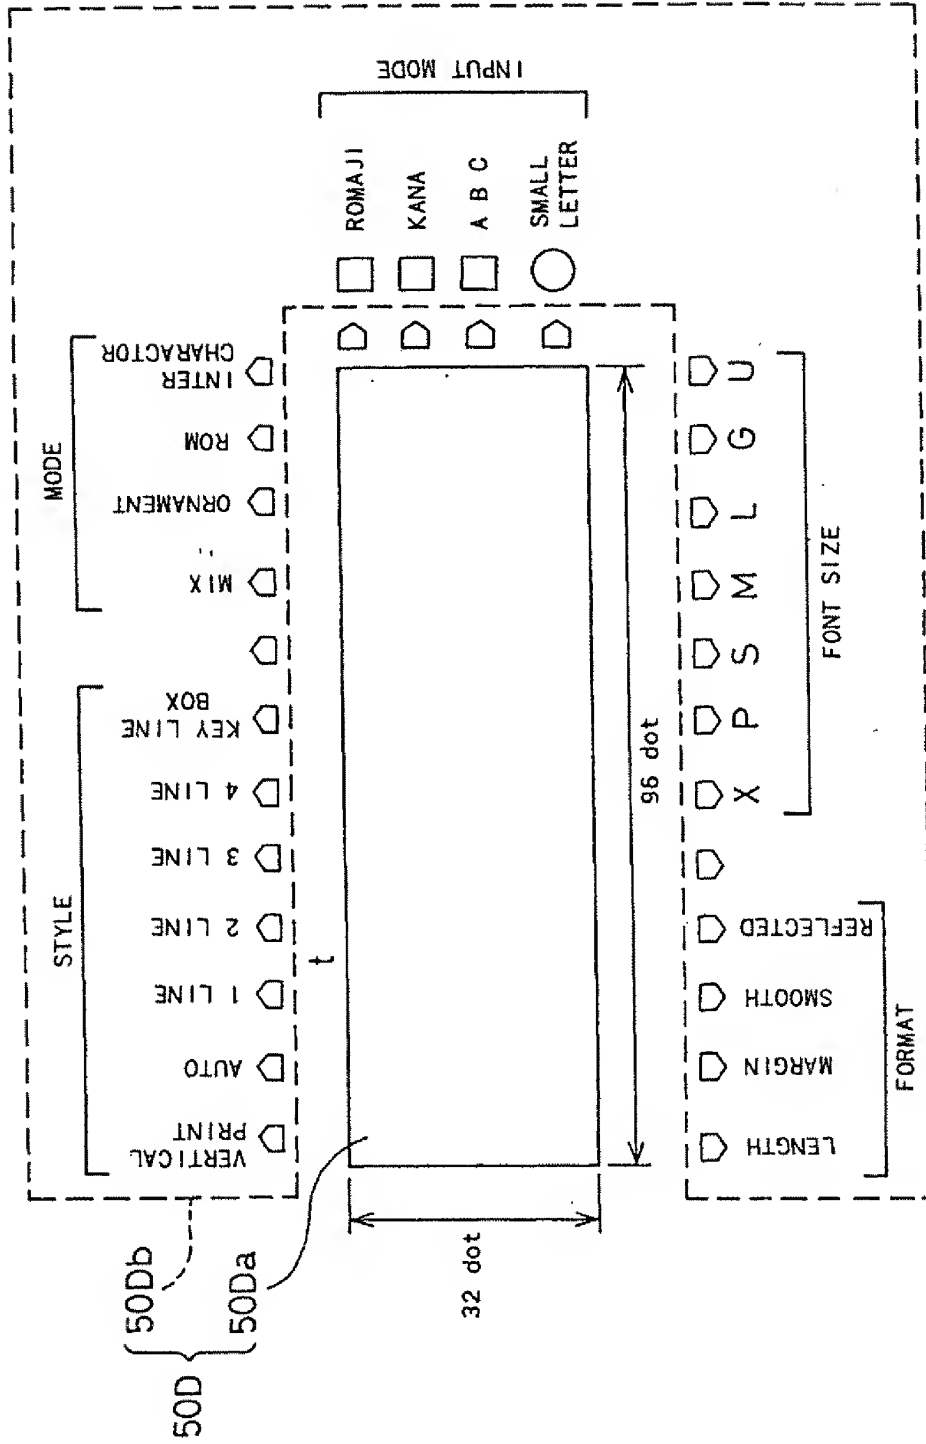 50D
50Db
50Da
STYLE
VERTICAL
PRINT
AUTO
1 LINE
2 LINE
3 LINE
4 LINE
KEY LINE
BOX
MODE
MIX
ORNAMENT
ROM
INTER
CHARACTOR
t
32 dot
96 dot
ROMAJI
KANA
A B C
SMALL
LETTER
INPUT MODE
LENGTH
MARGIN
SMOOTH
REFLECTED
FORMAT
X P S M L G U
FONT SIZE